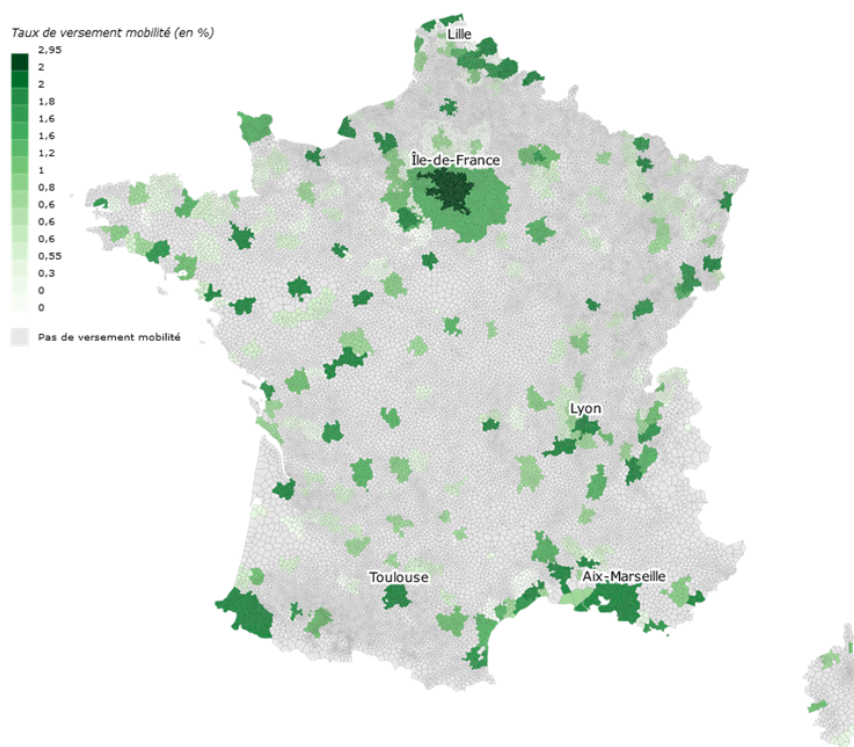 Taux de versement mobilité (en %)
2,95
2
2
1,8
1,6
1,2
1
0,8
0,6
0,6
0,6
0,55
0,3
0
0
Pas de versement mobilité
Lille
Île-de-France
Lyon
Toulouse
Aix-Marseille